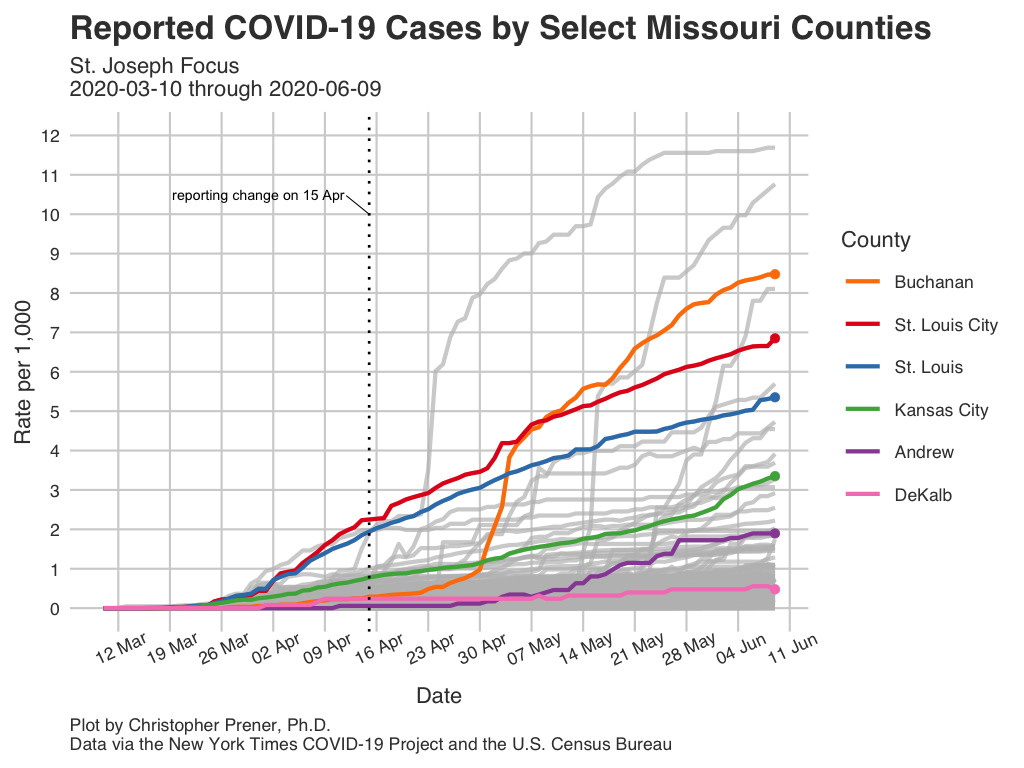 Reported COVID-19 Cases by Select Missouri Counties
St. Joseph Focus
2020-03-10 through 2020-06-09
12
11
10
9
8
7
6
5
4
3
2
1
0
Rate per 1,000
reporting change on 15 Apr
12 Mar
19 Mar
26 Mar
02 Apr
09 Apr
16 Apr
23 Apr
30 Apr
07 May
14 May
21 May
28 May
04 Jun
11 Jun
Date
County
Buchanan
St. Louis City
St. Louis
Kansas City
Andrew
DeKalb
Plot by Christopher Prener, Ph.D.
Data via the New York Times COVID-19 Project and the U.S. Census Bureau